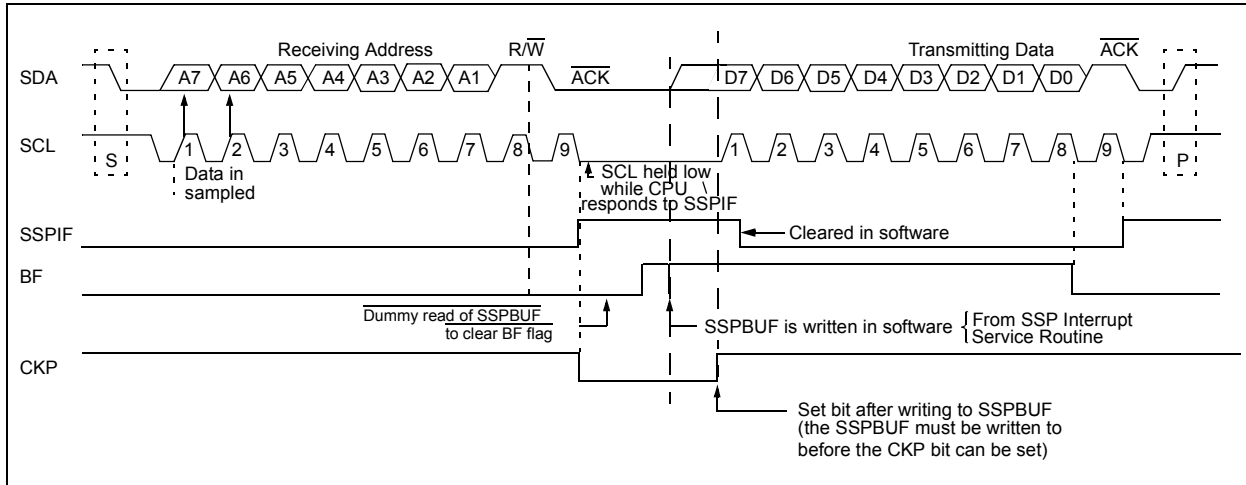 Receiving Address R/W Transmitting Data ACK
SDA A7 A6 A5 A4 A3 A2 A1 ACK D7 D6 D5 D4 D3 D2 D1 D0
SCL S 1 2 3 4 5 6 7 8 9 1 2 3 4 5 6 7 8 9 P
Data in
sampled
SCL held low
while CPU
responds to SSPIF
SSPIF
Cleared in software
BF
Dummy read of SSPBUF
to clear BF flag
SSPBUF is written in software { From SSP Interrupt
Service Routine
CKP
Set bit after writing to SSPBUF
(the SSPBUF must be written to
before the CKP bit can be set)